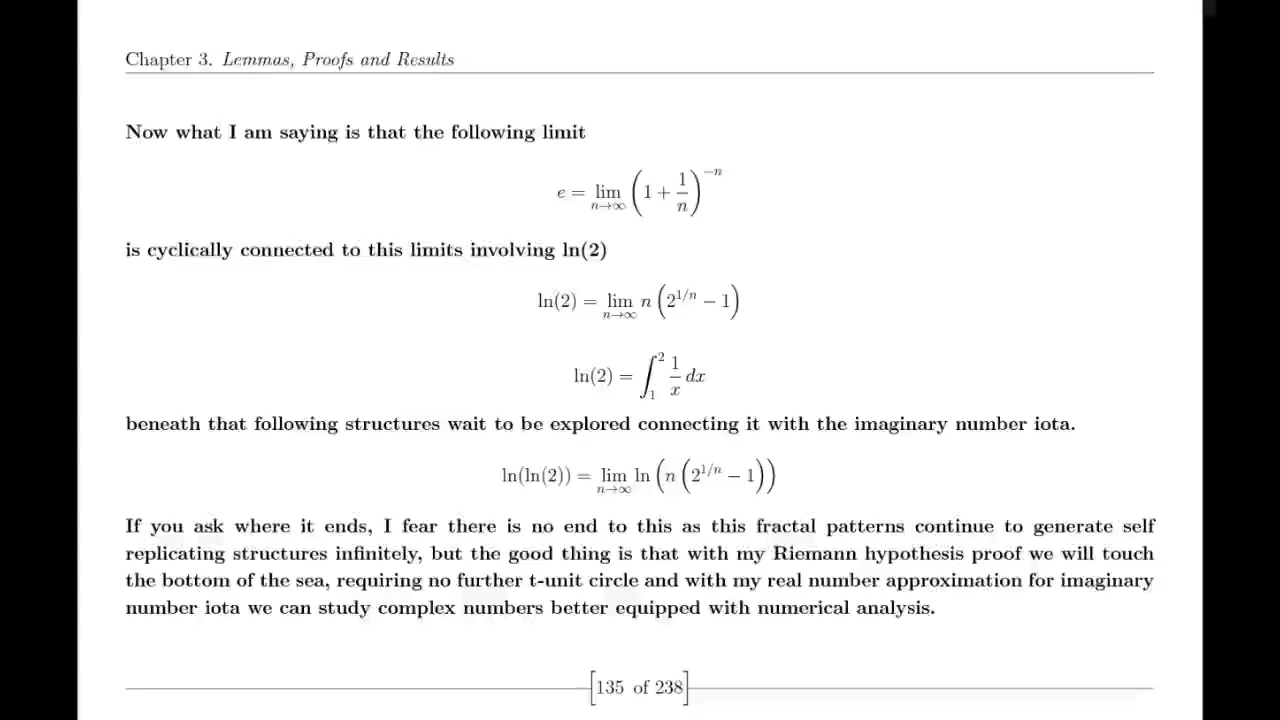 Chapter 3. Lemmas, Proofs and Results
Now what I am saying is that the following limit
e = lim_{n→∞} (1 + 1/n)^{−n}
is cyclically connected to this limits involving ln(2)
ln(2) = lim_{n→∞} n (2^{1/n} − 1)
ln(2) = ∫_1^2 1/x dx
beneath that following structures wait to be explored connecting it with the imaginary number iota.
ln(ln(2)) = lim_{n→∞} ln (n (2^{1/n} − 1))
If you ask where it ends, I fear there is no end to this as this fractal patterns continue to generate self
replicating structures infinitely, but the good thing is that with my Riemann hypothesis proof we will touch
the bottom of the sea, requiring no further t-unit circle and with my real number approximation for imaginary
number iota we can study complex numbers better equipped with numerical analysis.
[135 of 238]